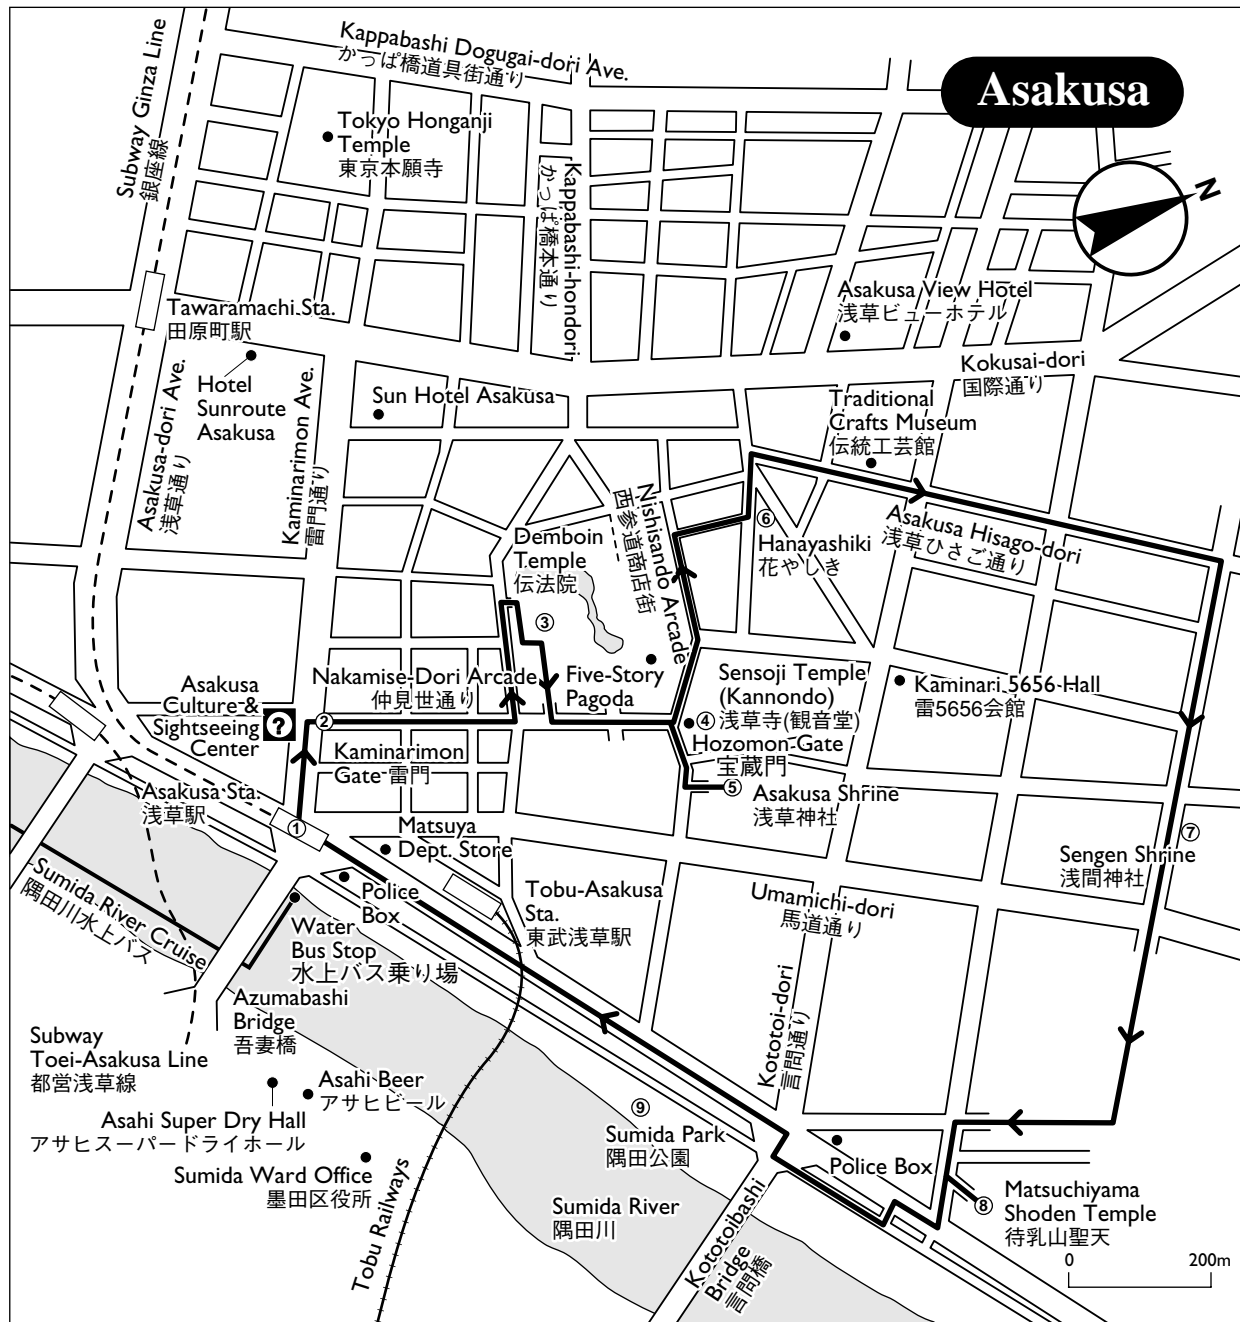 Asakusa
N
Kappabashi Dogugai-dori Ave.
かっぱ橋道具街通り
Subway Ginza Line
銀座線
Tokyo Honganji
Temple
東京本願寺
Kappabashi-hondori
かっぱ橋本通り
Asakusa View Hotel
浅草ビューホテル
Tawaramachi Sta.
田原町駅
Hotel
Sunroute
Asakusa
Sun Hotel Asakusa
Kokusai-dori
国際通り
Traditional
Crafts Museum
伝統工芸館
Asakusa-dori Ave.
浅草通り
Kaminarimon Ave.
雷門通り
Nishisando Arcade
西参道商店街
Demboin
Temple
伝法院
③
⑥
Hanayashiki
花やしき
Asakusa Hisago-dori
浅草ひさご通り
Nakamise-Dori Arcade
仲見世通り
Five-Story
Pagoda
Sensoji Temple
(Kannondo)
④浅草寺(観音堂)
Hozomon Gate
宝蔵門
Kaminari 5656 Hall
雷5656会館
Asakusa
Culture &
Sightseeing
Center
?
②
Kaminarimon
Gate 雷門
⑤
Asakusa Shrine
浅草神社
Asakusa Sta.
浅草駅
①
Matsuya
Dept. Store
⑦
Sengen Shrine
浅間神社
Police
Box
Tobu-Asakusa
Sta.
東武浅草駅
Umamichi-dori
馬道通り
Sumida River Cruise
隅田川水上バス
Water
Bus Stop
水上バス乗り場
Azumabashi
Bridge
吾妻橋
Kototoi-dori
言問通り
Subway
Toei-Asakusa Line
都営浅草線
Asahi Beer
アサヒビール
Asahi Super Dry Hall
アサヒスーパードライホール
Sumida Ward Office
墨田区役所
Tobu Railways
⑨
Sumida Park
隅田公園
Sumida River
隅田川
Kototoibashi
Bridge
言問橋
Police Box
⑧
Matsuchiyama
Shoden Temple
待乳山聖天
0
200m